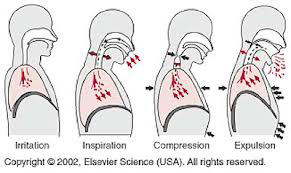 Irritation Inspiration Compression Expulsion
Copyright © 2002, Elsevier Science (USA). All rights reserved.